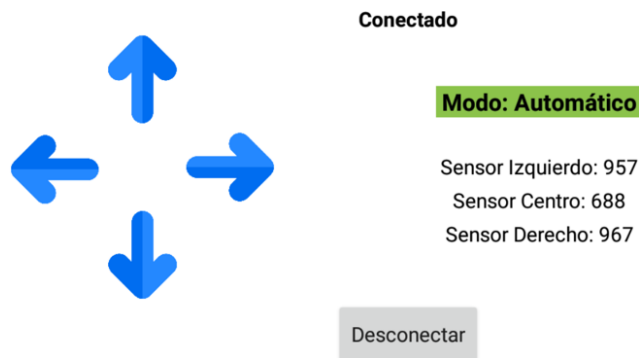 Conectado
Modo: Automático
Sensor Izquierdo: 957
Sensor Centro: 688
Sensor Derecho: 967
Desconectar